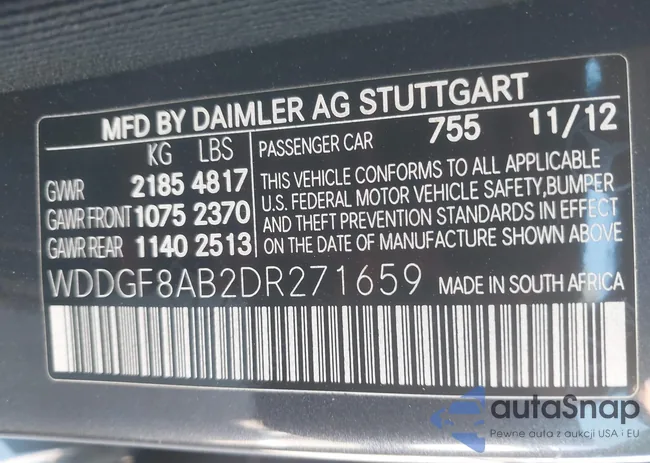 MFD BY DAIMLER AG STUTTGART
KG LBS
GVWR 2185 4817
GAWR FRONT 1075 2370
GAWR REAR 1140 2513
PASSENGER CAR 755 11/12
THIS VEHICLE CONFORMS TO ALL APPLICABLE
U.S. FEDERAL MOTOR VEHICLE SAFETY,BUMPER
AND THEFT PREVENTION STANDARDS IN EFFECT
ON THE DATE OF MANUFACTURE SHOWN ABOVE
WDDGF8AB2DR271659 MADE IN SOUTH AFRICA
autaSnap
Pewne auta z aukcji USA i EU